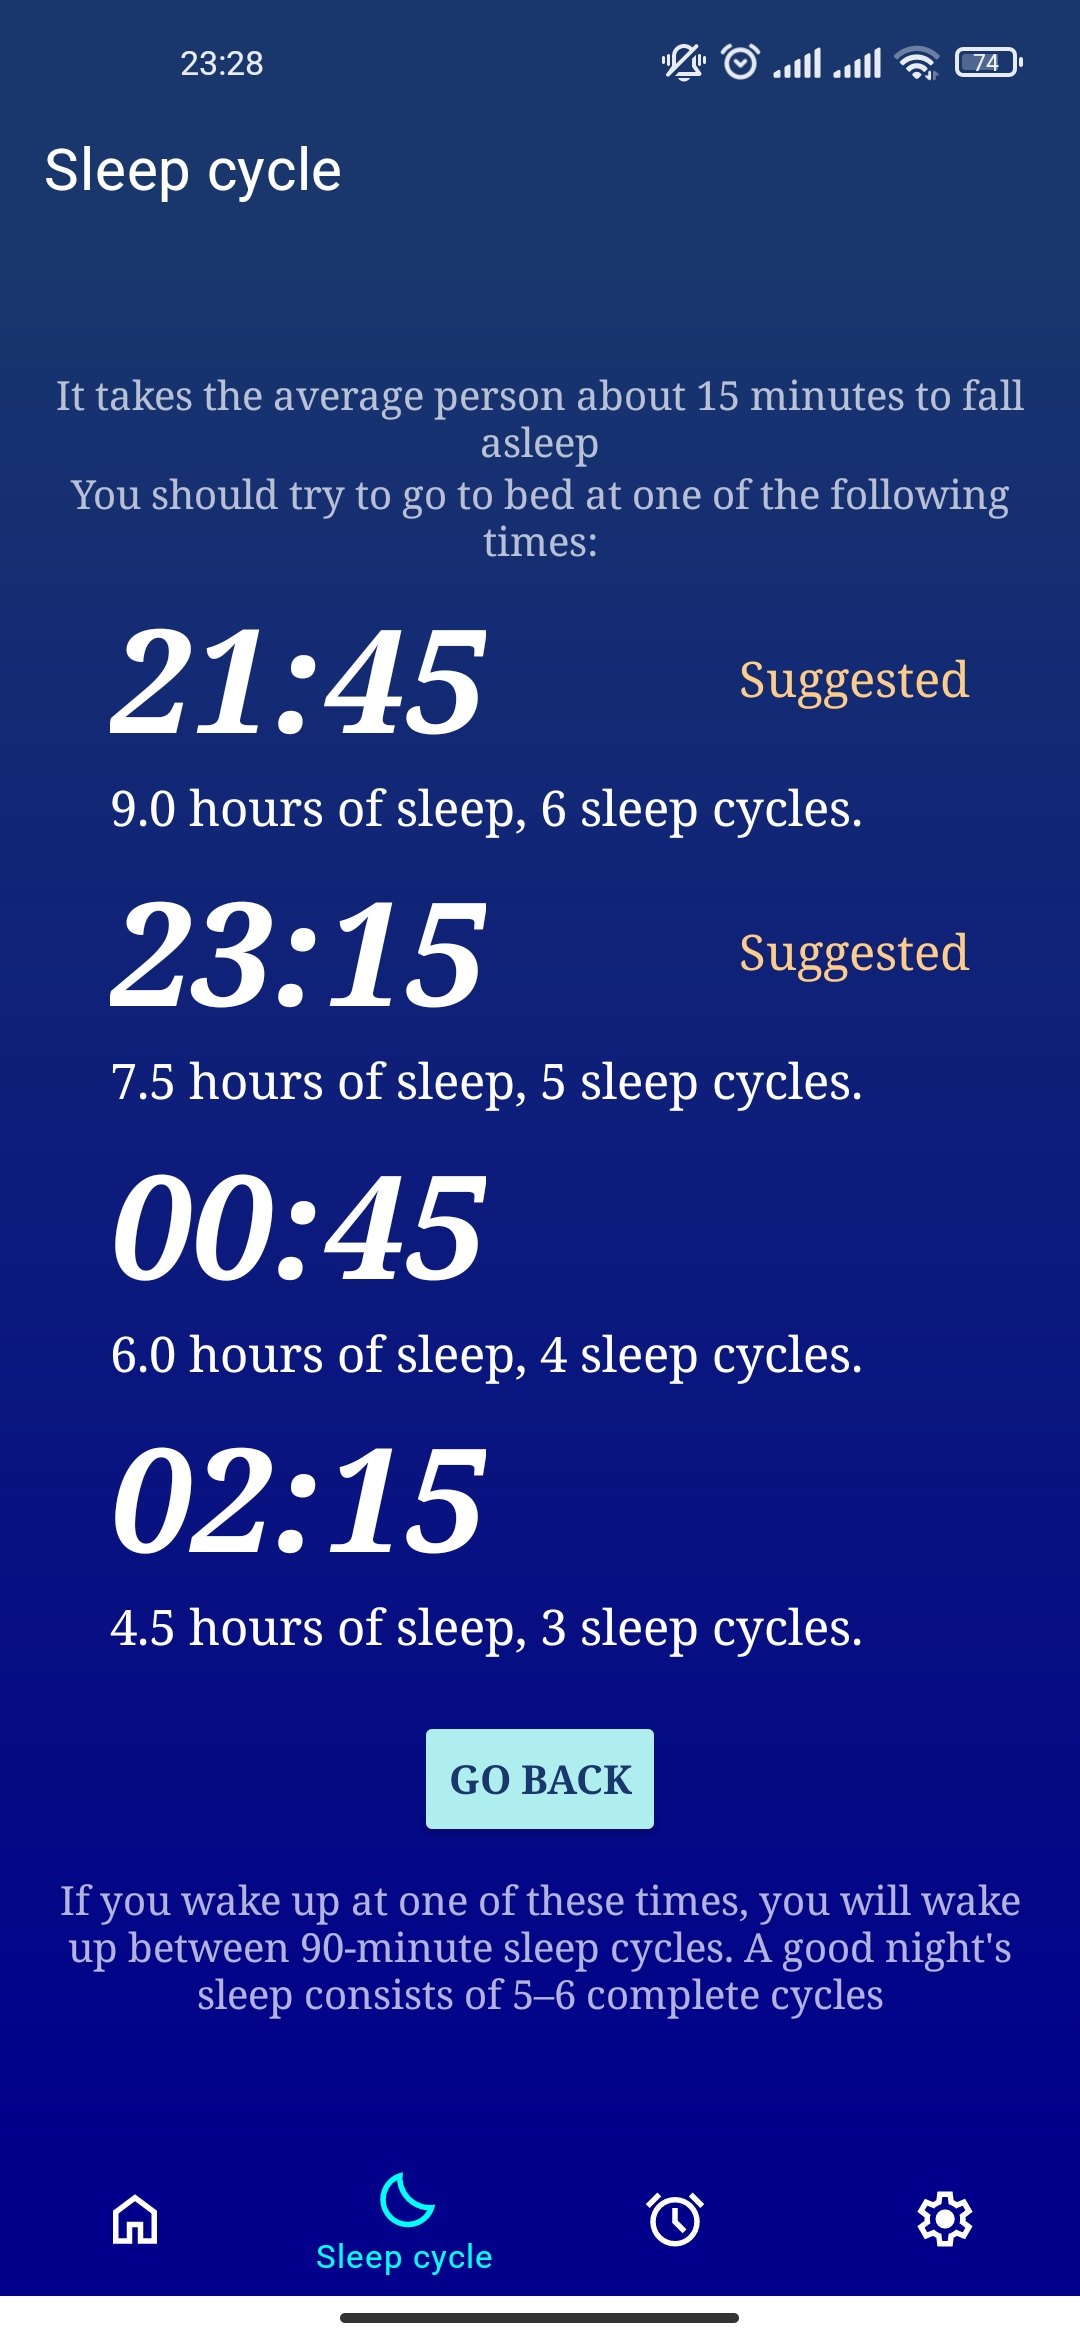 23:28
74
Sleep cycle
It takes the average person about 15 minutes to fall
asleep
You should try to go to bed at one of the following
times:
21:45
Suggested
9.0 hours of sleep, 6 sleep cycles.
23:15
Suggested
7.5 hours of sleep, 5 sleep cycles.
00:45
6.0 hours of sleep, 4 sleep cycles.
02:15
4.5 hours of sleep, 3 sleep cycles.
GO BACK
If you wake up at one of these times, you will wake
up between 90-minute sleep cycles. A good night's
sleep consists of 5–6 complete cycles
Sleep cycle